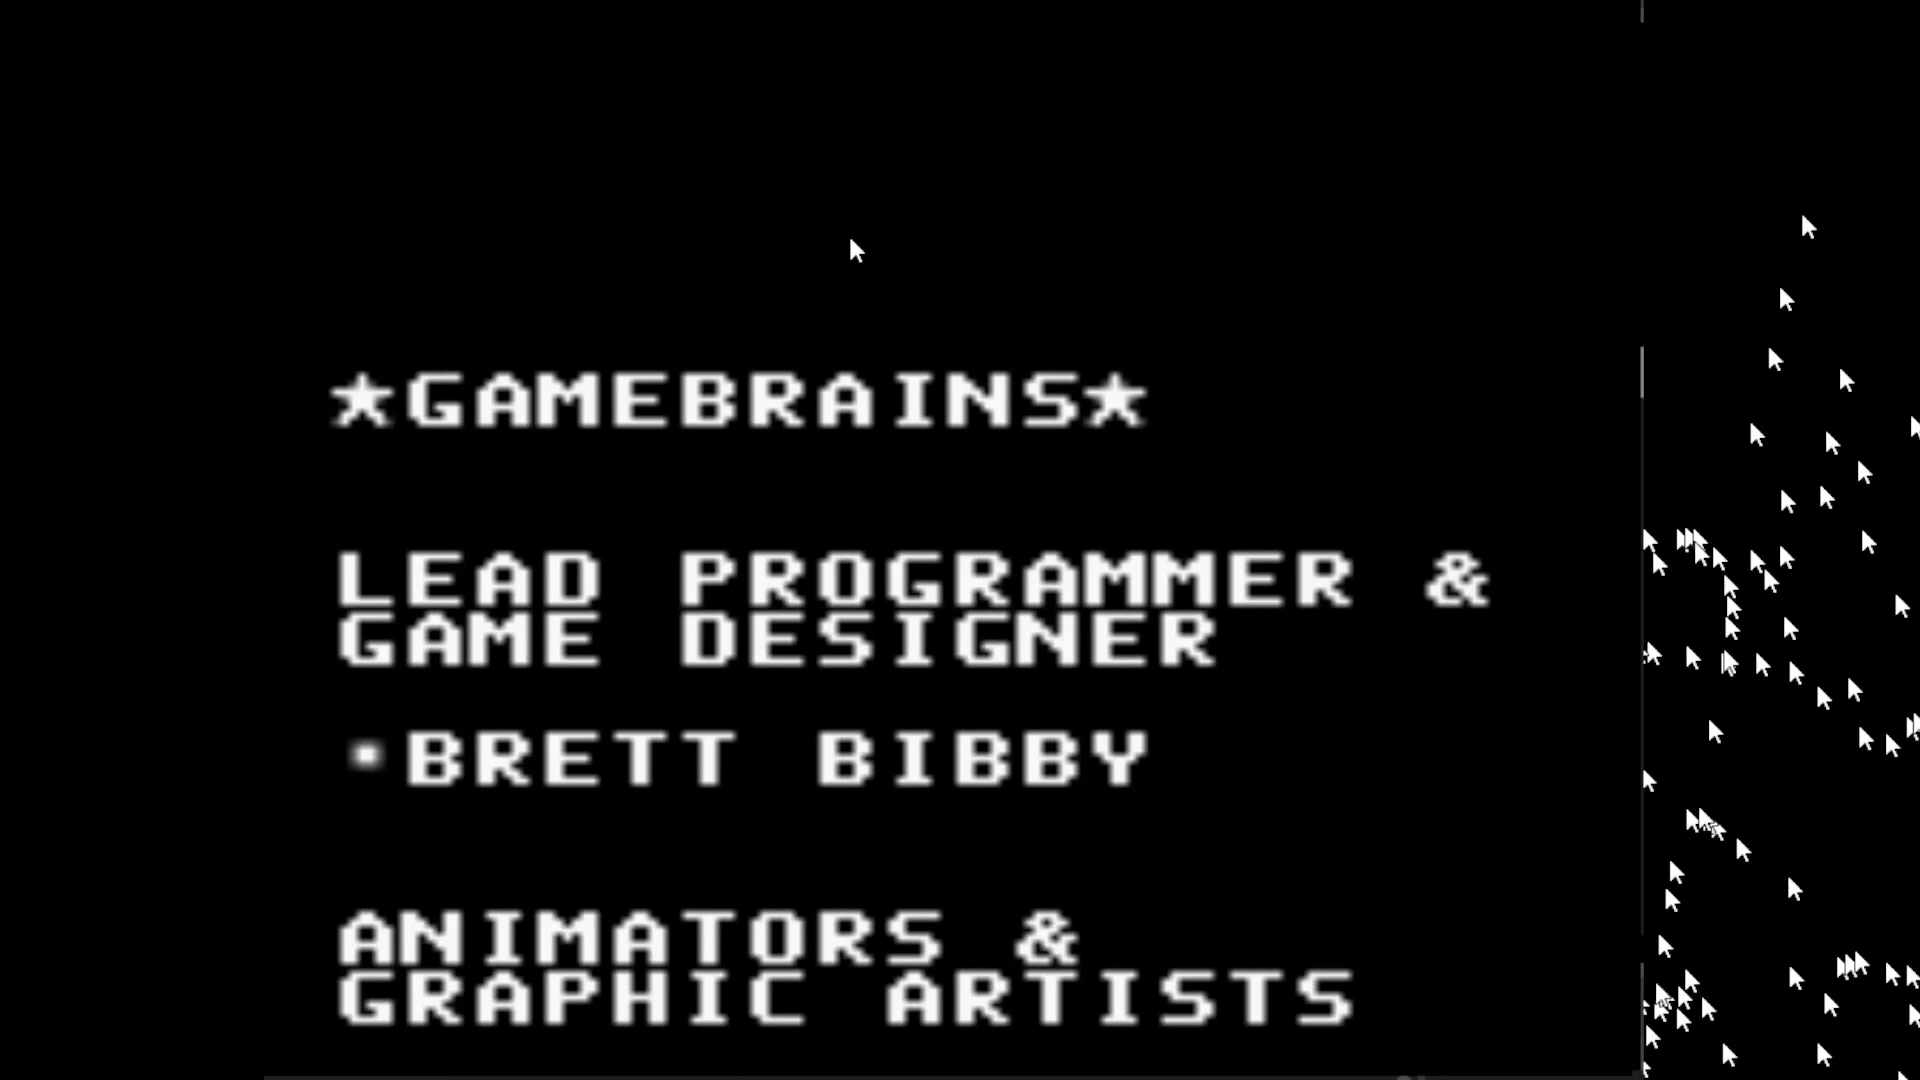 ★GAMEBRAINS★
LEAD PROGRAMMER &
GAME DESIGNER
•BRETT BIBBY
ANIMATORS &
GRAPHIC ARTISTS